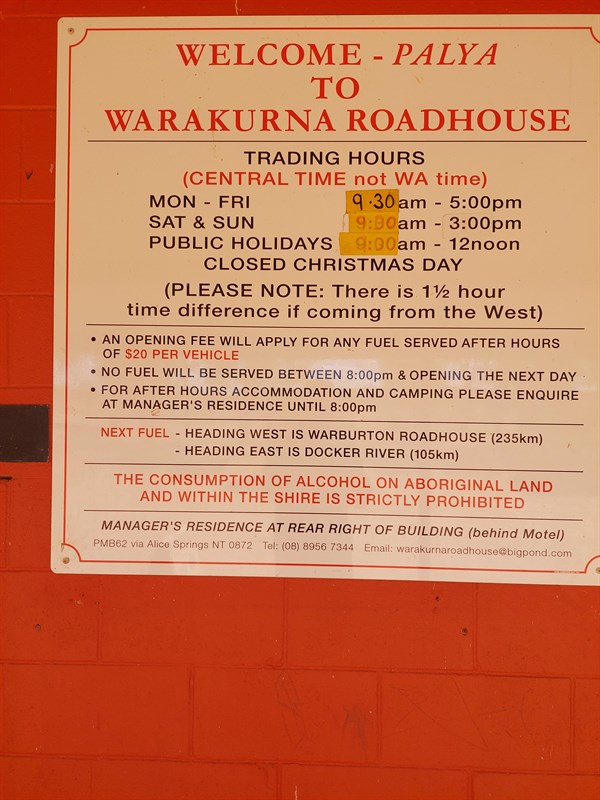 WELCOME - PALYA
TO
WARAKURNA ROADHOUSE
TRADING HOURS
(CENTRAL TIME not WA time)
MON - FRI 9·30am - 5:00pm
SAT & SUN 9:00am - 3:00pm
PUBLIC HOLIDAYS 9:00am - 12noon
CLOSED CHRISTMAS DAY
(PLEASE NOTE: There is 1½ hour
time difference if coming from the West)
• AN OPENING FEE WILL APPLY FOR ANY FUEL SERVED AFTER HOURS
OF $20 PER VEHICLE
• NO FUEL WILL BE SERVED BETWEEN 8:00pm & OPENING THE NEXT DAY
• FOR AFTER HOURS ACCOMMODATION AND CAMPING PLEASE ENQUIRE
AT MANAGER'S RESIDENCE UNTIL 8:00pm
NEXT FUEL - HEADING WEST IS WARBURTON ROADHOUSE (235km)
- HEADING EAST IS DOCKER RIVER (105km)
THE CONSUMPTION OF ALCOHOL ON ABORIGINAL LAND
AND WITHIN THE SHIRE IS STRICTLY PROHIBITED
MANAGER'S RESIDENCE AT REAR RIGHT OF BUILDING (behind Motel)
PMB62 via Alice Springs NT 0872 Tel: (08) 8956 7344 Email: warakurnaroadhouse@bigpond.com